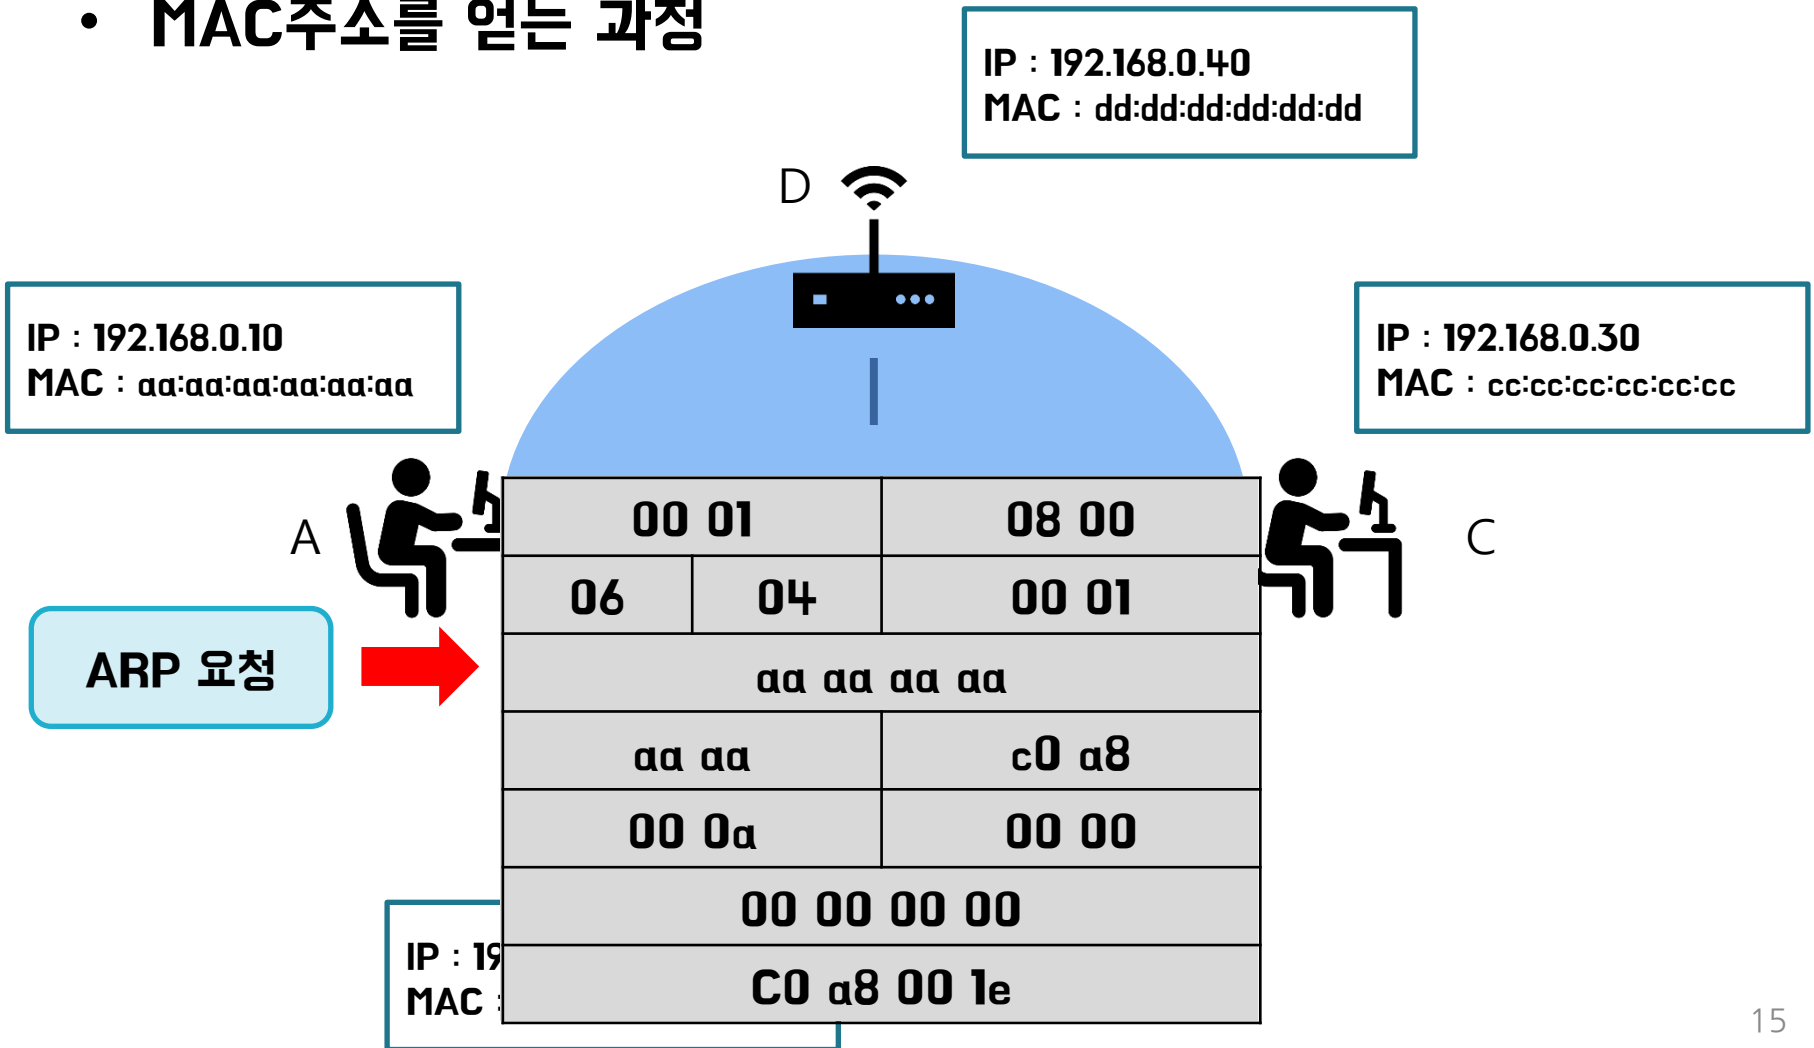 • MAC주소를 얻는 과정
IP : 192.168.0.40
MAC : dd:dd:dd:dd:dd:dd
D
IP : 192.168.0.10
MAC : aa:aa:aa:aa:aa:aa
IP : 192.168.0.30
MAC : cc:cc:cc:cc:cc:cc
A
C
ARP 요청
00 01 08 00
06 04 00 01
aa aa aa aa
aa aa c0 a8
00 0a 00 00
00 00 00 00
C0 a8 00 1e
IP : 19
MAC :
15